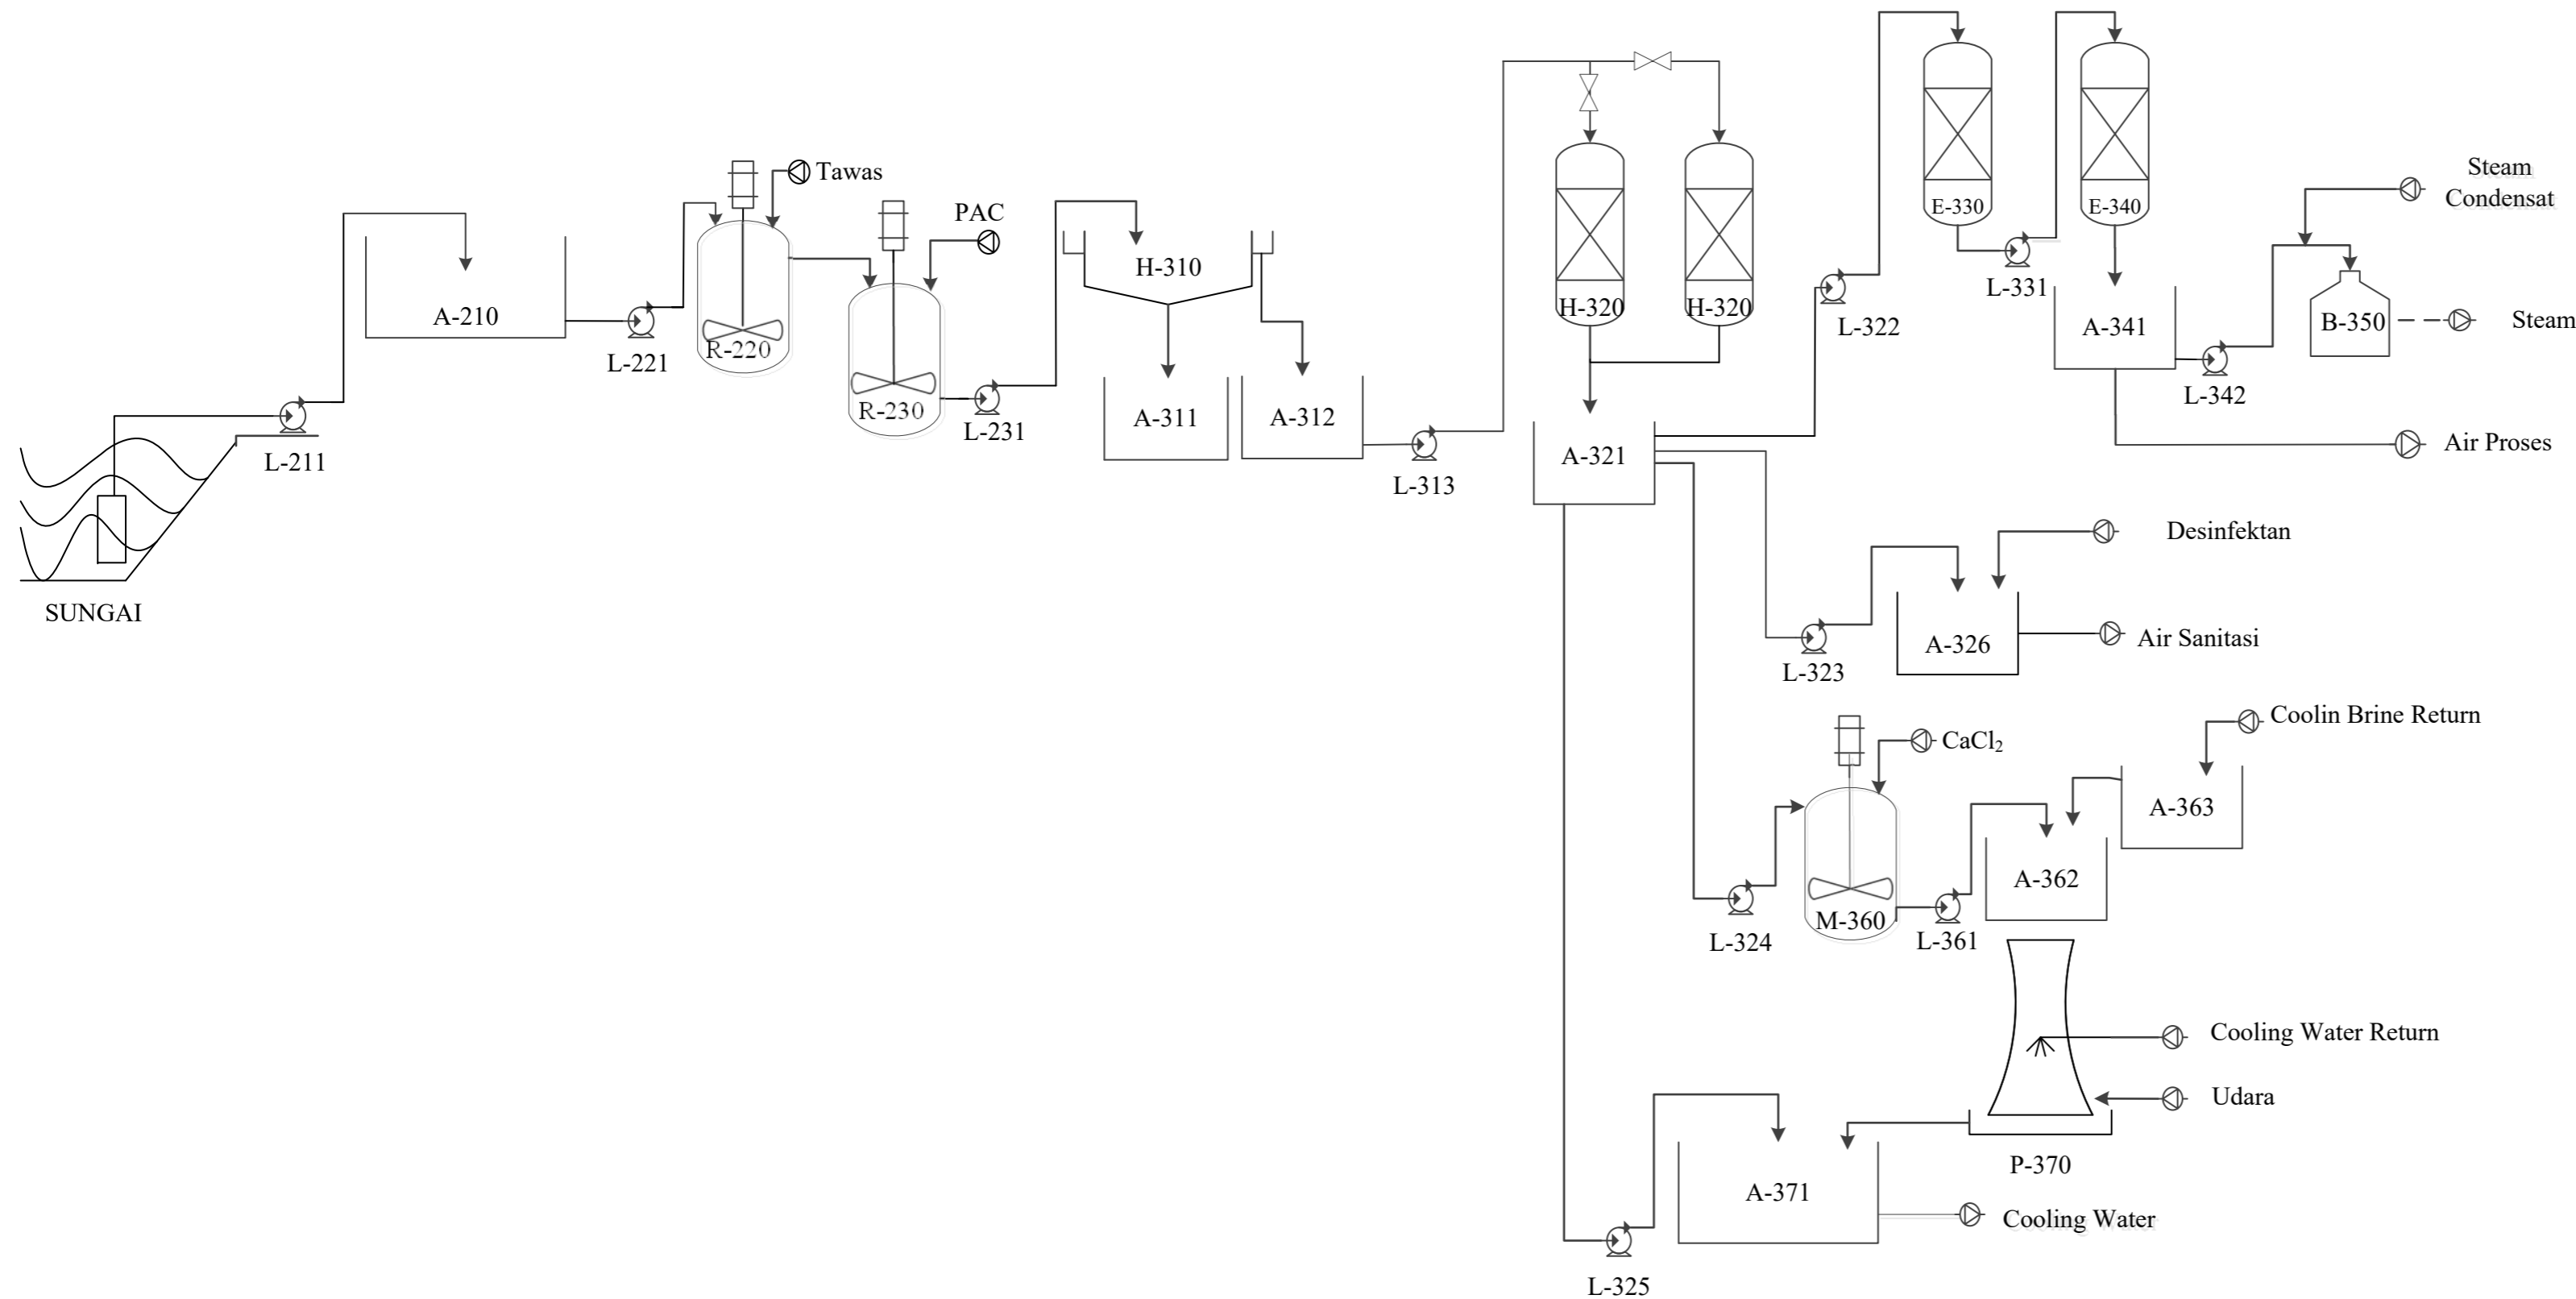 Steam
Condensat
E-330
E-340
Tawas
PAC
H-310
L-331
H-320
H-320
L-322
A-341
B-350
Steam
A-210
L-221
R-220
L-342
R-230
A-311
A-312
L-231
L-211
L-313
A-321
Air Proses
Desinfektan
SUNGAI
A-326
Air Sanitasi
L-323
Coolin Brine Return
CaCl₂
A-363
A-362
M-360
L-324
L-361
Cooling Water Return
Udara
P-370
A-371
Cooling Water
L-325